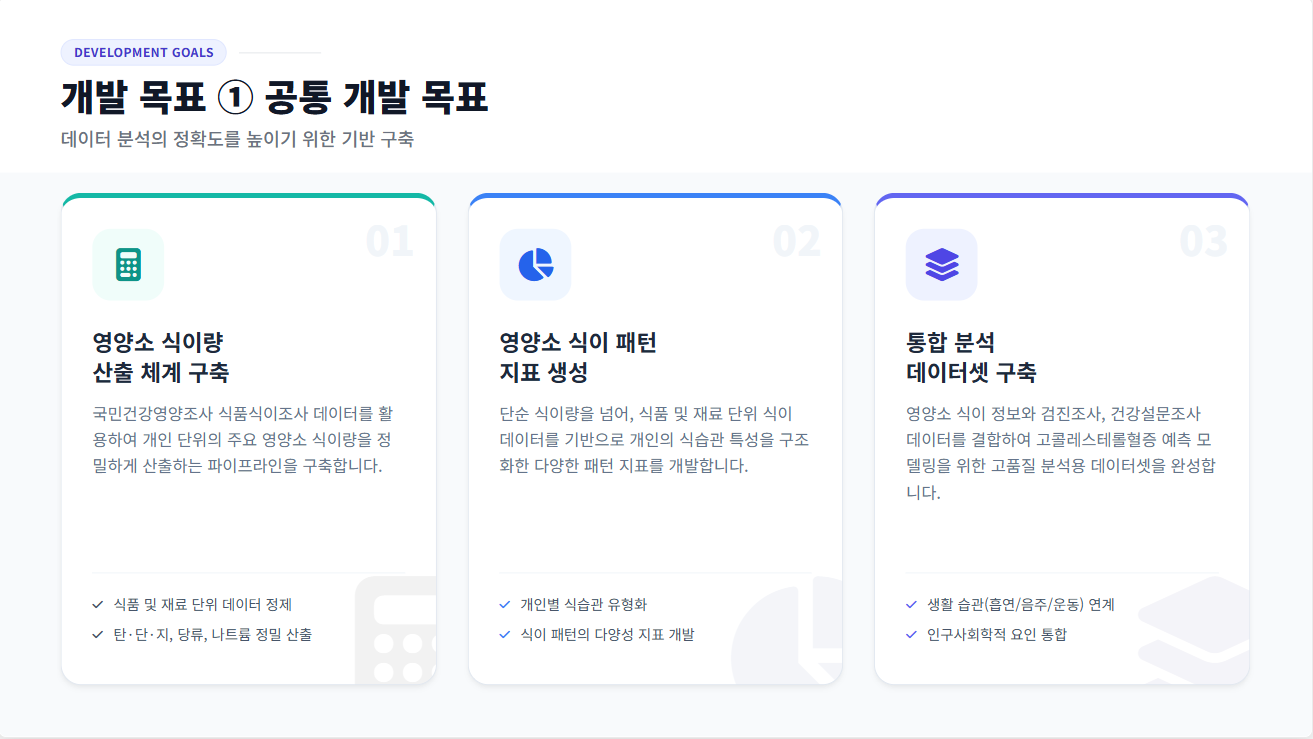 DEVELOPMENT GOALS
개발 목표 ① 공통 개발 목표
데이터 분석의 정확도를 높이기 위한 기반 구축
01
영양소 식이량
산출 체계 구축
국민건강영양조사 식품식이조사 데이터를 활
용하여 개인 단위의 주요 영양소 식이량을 정
밀하게 산출하는 파이프라인을 구축합니다.
식품 및 재료 단위 데이터 정제
탄·단·지, 당류, 나트륨 정밀 산출
02
영양소 식이 패턴
지표 생성
단순 식이량을 넘어, 식품 및 재료 단위 식이
데이터를 기반으로 개인의 식습관 특성을 구조
화한 다양한 패턴 지표를 개발합니다.
개인별 식습관 유형화
식이 패턴의 다양성 지표 개발
03
통합 분석
데이터셋 구축
영양소 식이 정보와 검진조사, 건강설문조사
데이터를 결합하여 고콜레스테롤혈증 예측 모
델링을 위한 고품질 분석용 데이터셋을 완성합
니다.
생활 습관(흡연/음주/운동) 연계
인구사회학적 요인 통합